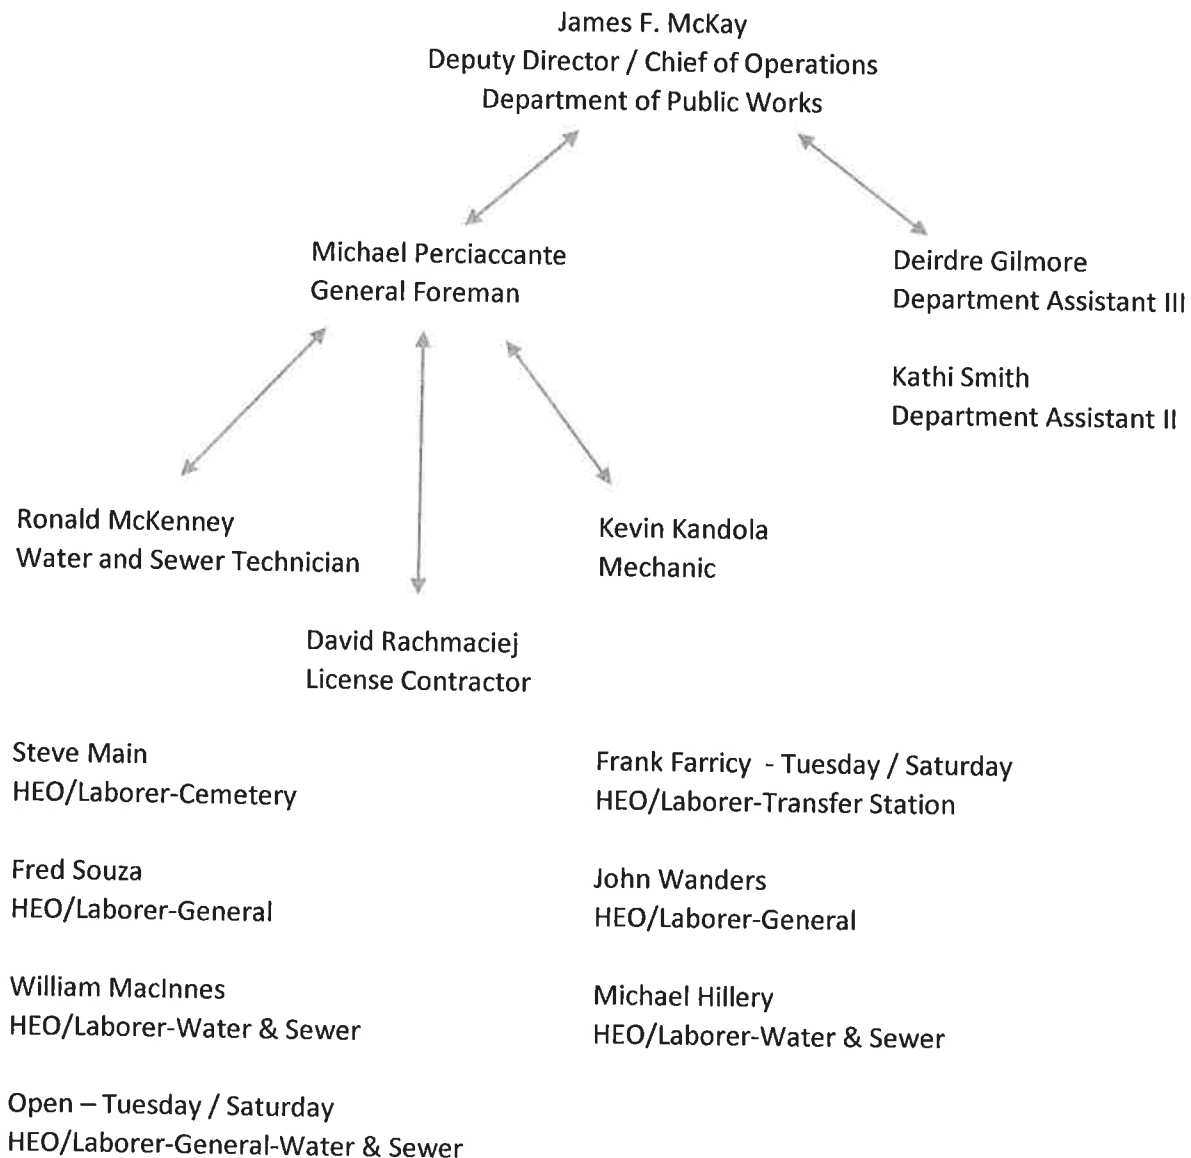 James F. McKay
Deputy Director / Chief of Operations
Department of Public Works
Michael Perciaccante
General Foreman
Deirdre Gilmore
Department Assistant III
Kathi Smith
Department Assistant II
Ronald McKenney
Water and Sewer Technician
Kevin Kandola
Mechanic
David Rachmaciej
License Contractor
Steve Main
HEO/Laborer-Cemetery
Frank Farricy - Tuesday / Saturday
HEO/Laborer-Transfer Station
Fred Souza
HEO/Laborer-General
John Wanders
HEO/Laborer-General
William MacInnes
HEO/Laborer-Water & Sewer
Michael Hillery
HEO/Laborer-Water & Sewer
Open – Tuesday / Saturday
HEO/Laborer-General-Water & Sewer